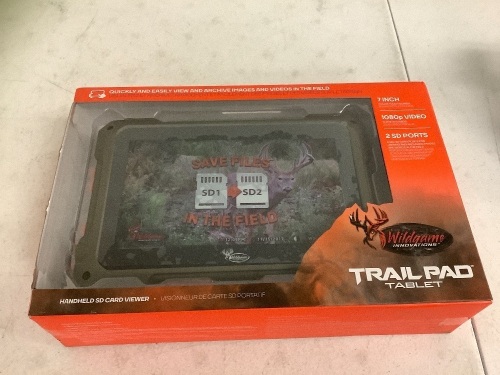 QUICKLY AND EASILY VIEW AND ARCHIVE IMAGES AND VIDEOS IN THE FIELD
7 INCH
1080p VIDEO
2 SD PORTS
SAVE FILES
SD1 SD2
IN THE FIELD
Wildgame
INNOVATIONS
TRAIL PAD
TABLET
HANDHELD SD CARD VIEWER • VISIONNEUR DE CARTE SD PORTATIF